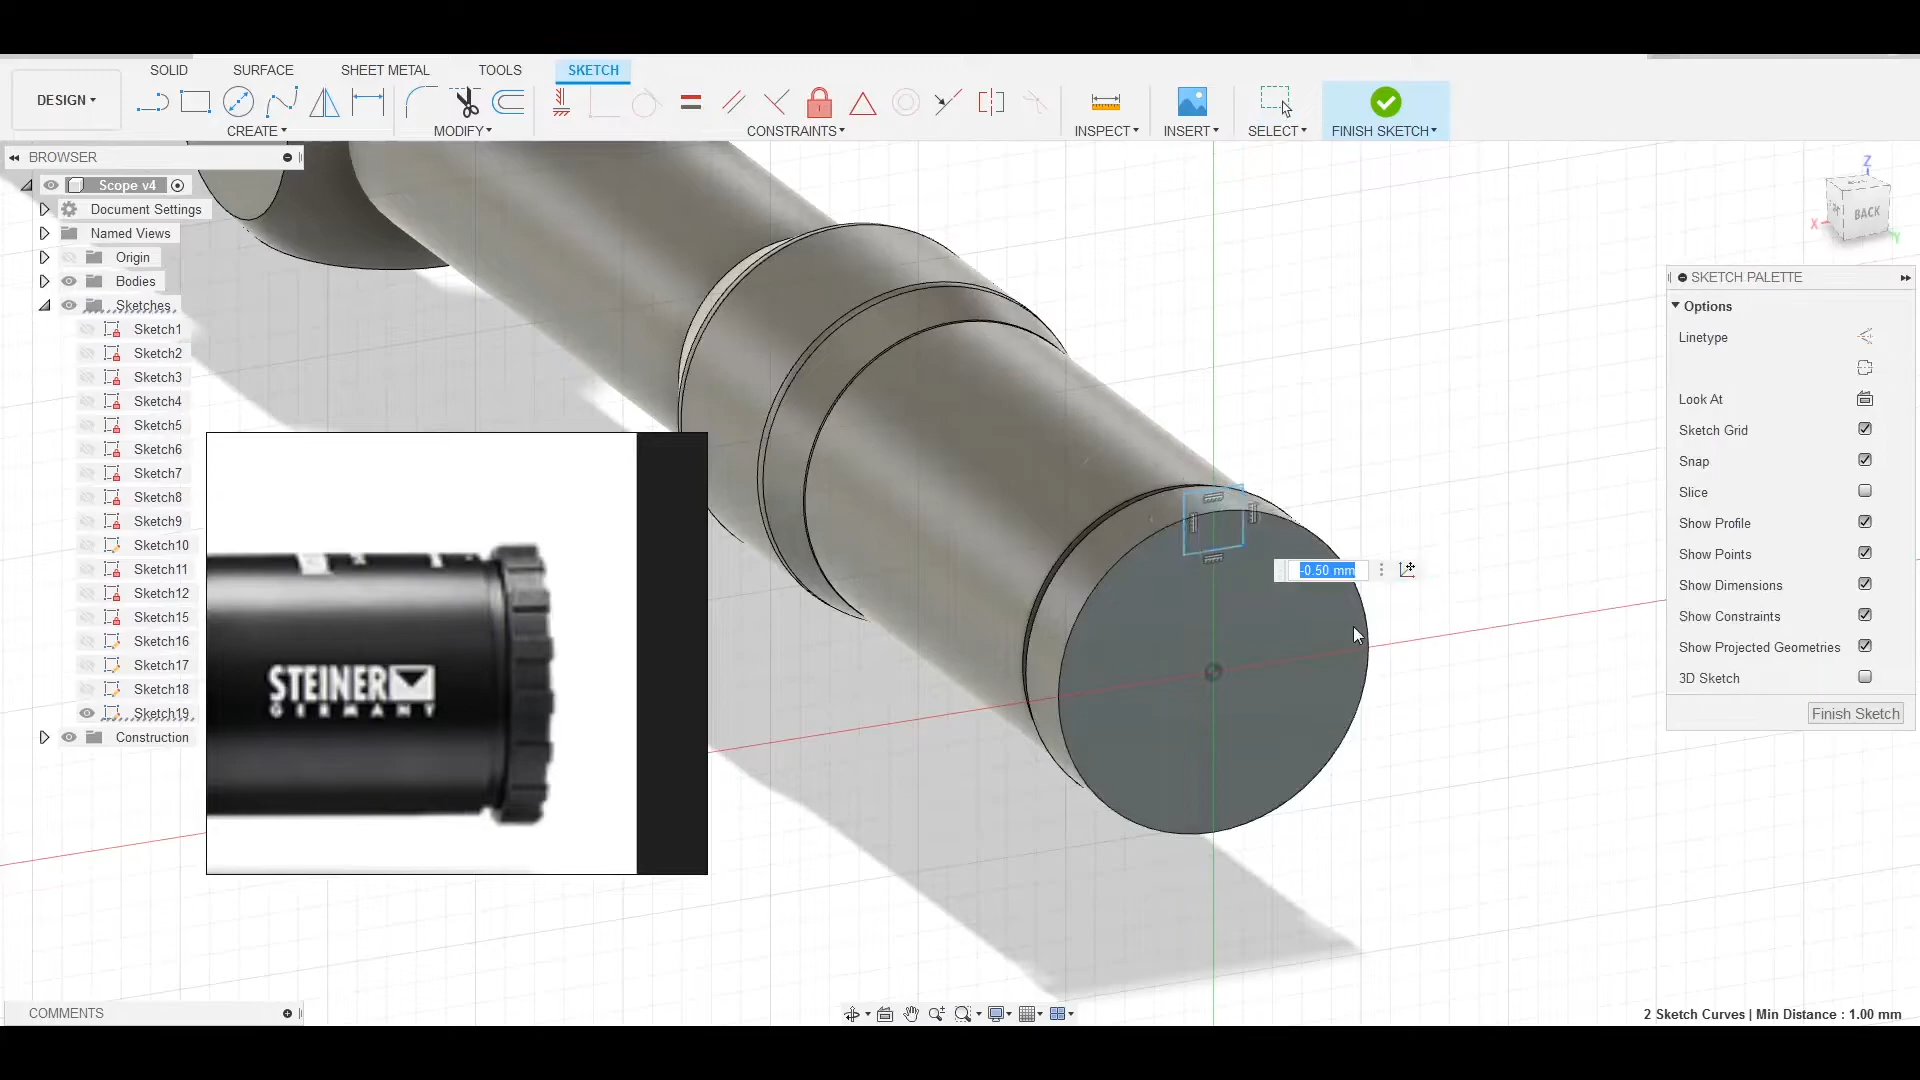 SOLID SURFACE SHEET METAL TOOLS SKETCH
DESIGN
CREATE MODIFY CONSTRAINTS INSPECT INSERT SELECT FINISH SKETCH
BROWSER
Scope v4
Document Settings
Named Views
Origin
Bodies
Sketches
Sketch1
Sketch2
Sketch3
Sketch4
Sketch5
Sketch6
Sketch7
Sketch8
Sketch9
Sketch10
Sketch11
Sketch12
Sketch15
Sketch16
Sketch17
Sketch18
Sketch19
Construction
STEINER
GERMANY
-0.50 mm
Z
BACK
X
Y
SKETCH PALETTE
Options
Linetype
Look At
Sketch Grid
Snap
Slice
Show Profile
Show Points
Show Dimensions
Show Constraints
Show Projected Geometries
3D Sketch
Finish Sketch
COMMENTS
2 Sketch Curves | Min Distance : 1.00 mm